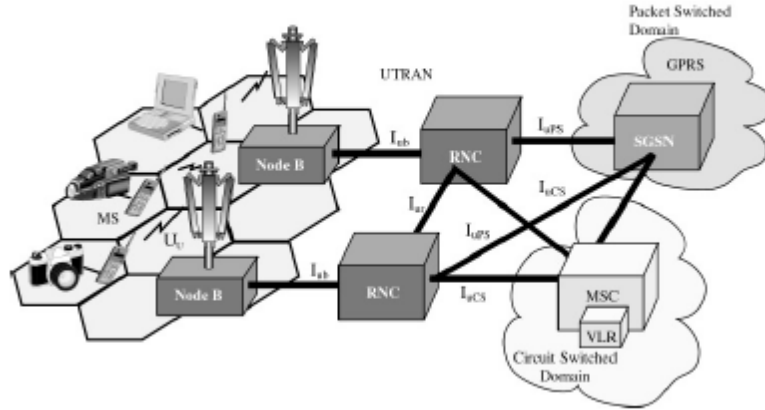 Packet Switched
Domain
GPRS
UTRAN
Iub
IuPS
Node B
RNC
SGSN
IuCS
MS
Iur
IuPS
UU
Iub
Node B
RNC
IuCS
MSC
VLR
Circuit Switched
Domain